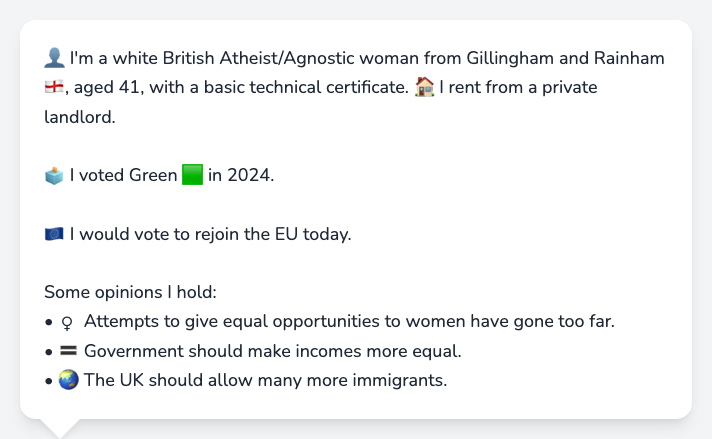 👤 I'm a white British Atheist/Agnostic woman from Gillingham and Rainham
🏴󠁧󠁢󠁥󠁮󠁧󠁿, aged 41, with a basic technical certificate. 🏠 I rent from a private
landlord.
🗳️ I voted Green 🟩 in 2024.
🇪🇺 I would vote to rejoin the EU today.
Some opinions I hold:
• ♀ Attempts to give equal opportunities to women have gone too far.
• 🟰 Government should make incomes more equal.
• 🌏 The UK should allow many more immigrants.